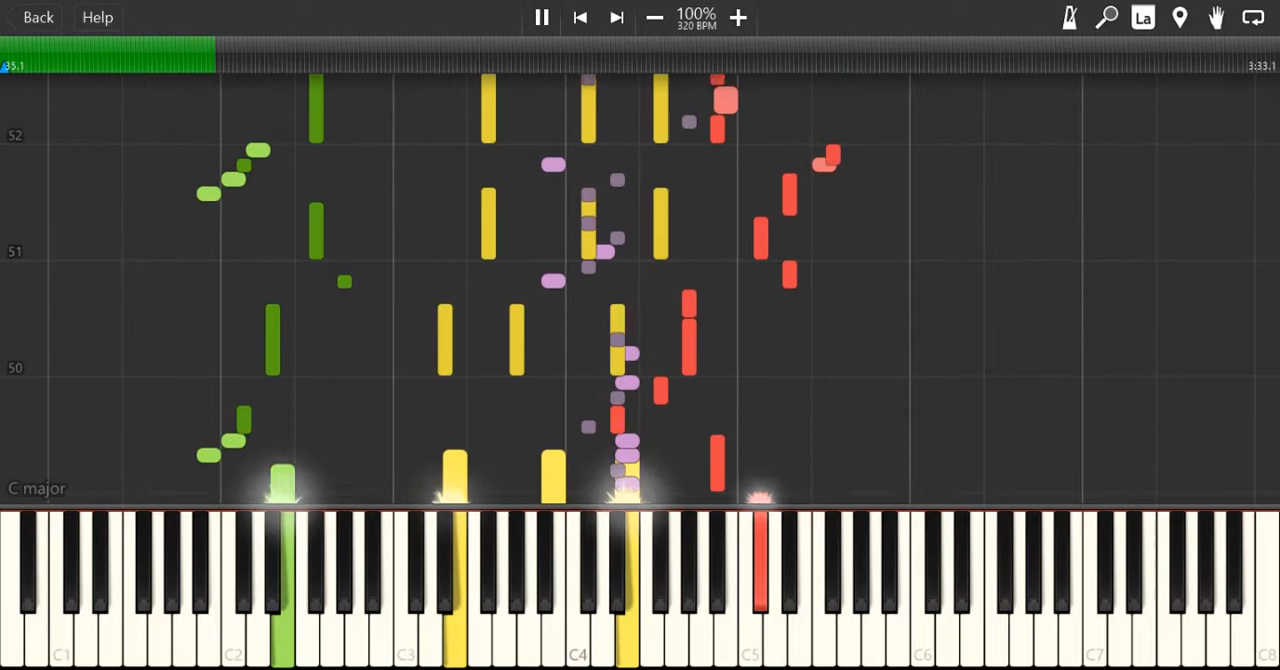 Back Help 100% La
320 BPM
35.1 3:33.1
52
51
50
C major
C1 C2 C3 C4 C5 C6 C7 C8